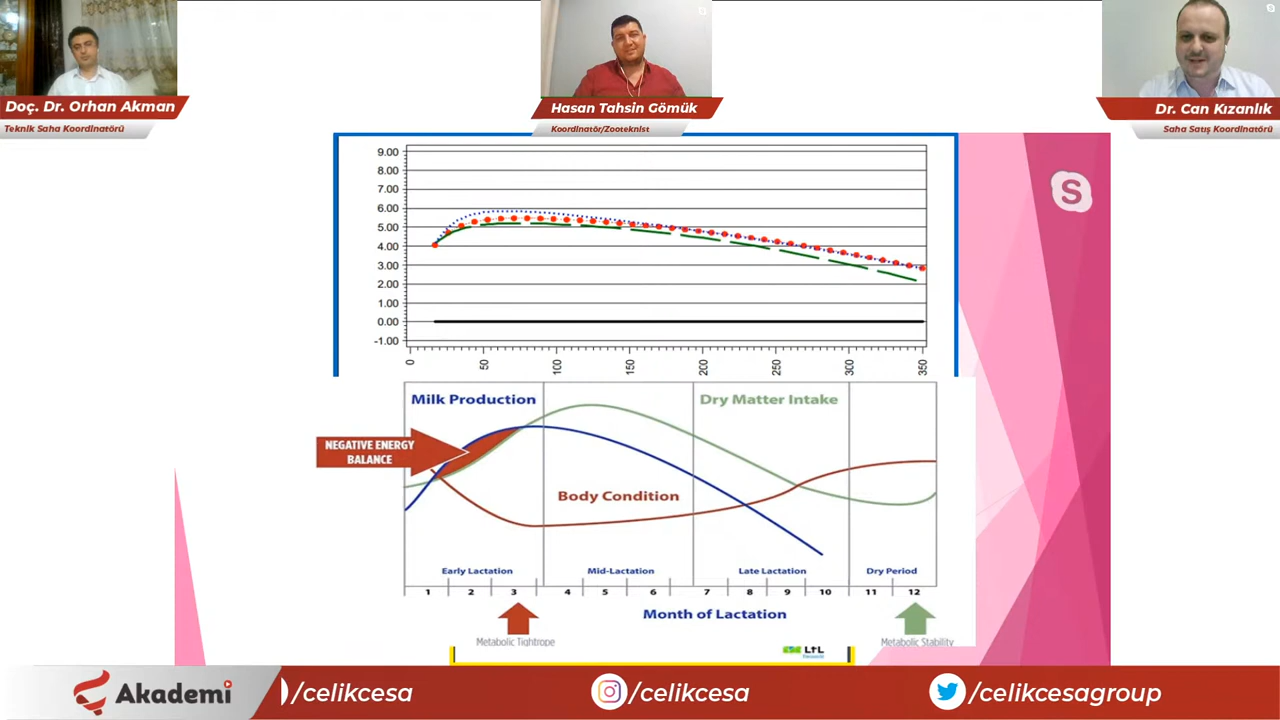 Doç. Dr. Orhan Akman
Teknik Saha Koordinatörü
Hasan Tahsin Gömük
Koordinatör/Zooteknist
Dr. Can Kızanlık
Saha Satış Koordinatörü
S
9.00
8.00
7.00
6.00
5.00
4.00
3.00
2.00
1.00
0.00
-1.00
0 50 100 150 200 250 300 350
Milk Production
Dry Matter Intake
NEGATIVE ENERGY
BALANCE
Body Condition
Early Lactation Mid-Lactation Late Lactation Dry Period
1 2 3 4 5 6 7 8 9 10 11 12
Month of Lactation
Metabolic Tightrope
Metabolic Stability
Akademi
/celikcesa
/celikcesa
/celikcesagroup